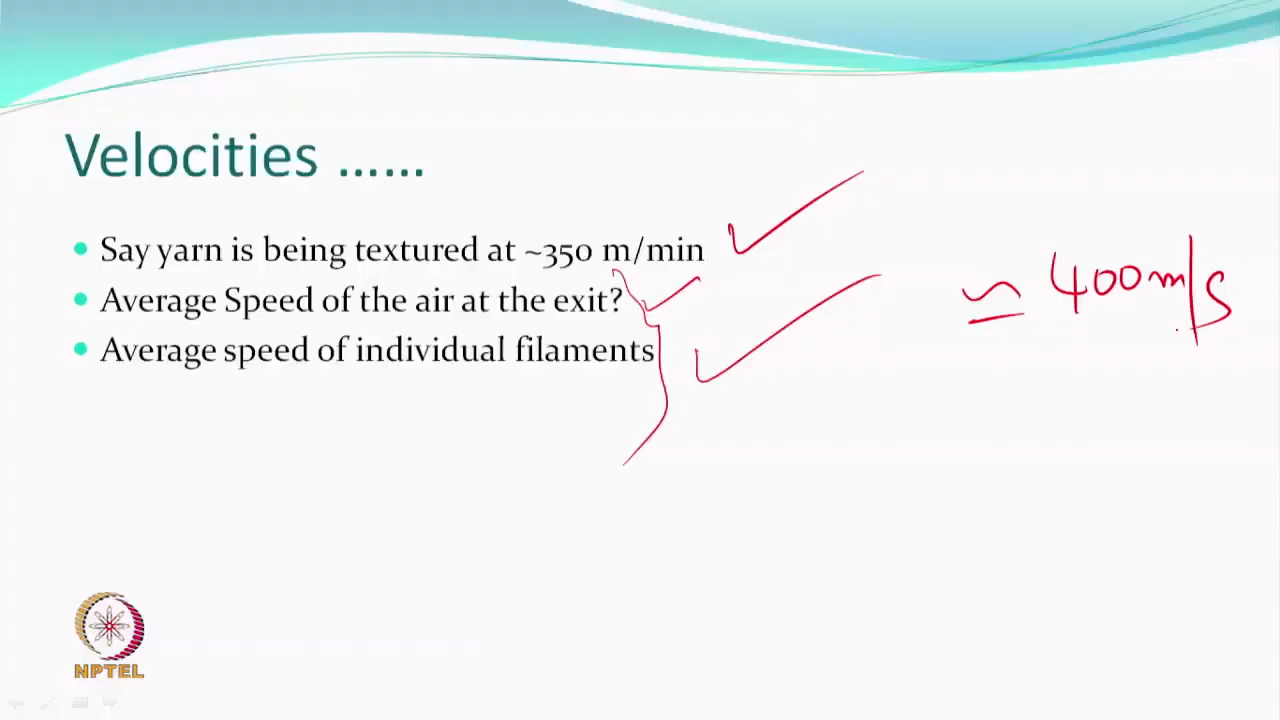 Velocities ......
Say yarn is being textured at ~350 m/min
Average Speed of the air at the exit?
Average speed of individual filaments
≃ 400 m/s
NPTEL